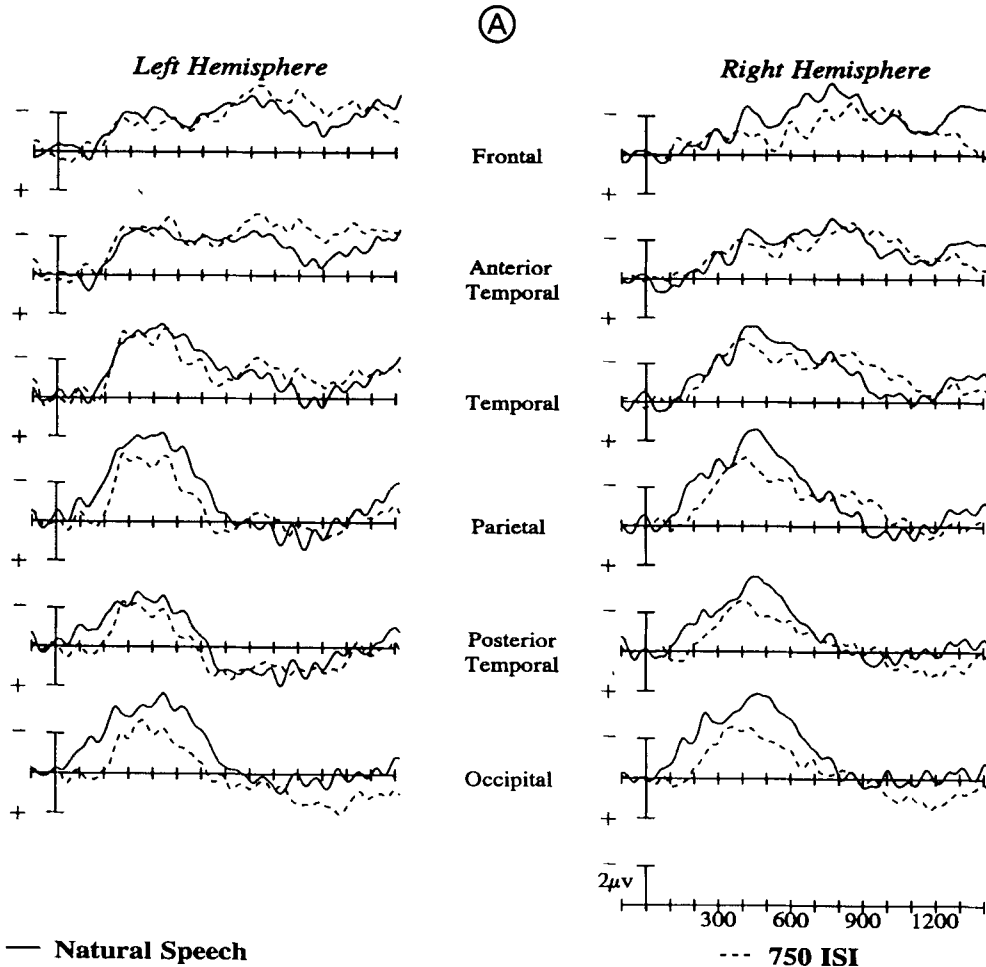 A
Left Hemisphere
Right Hemisphere
− 
+
Frontal
−
+
−
+
Anterior
Temporal
−
+
−
+
Temporal
−
+
−
+
Parietal
−
+
−
+
Posterior
Temporal
−
+
−
+
Occipital
−
+
−
2μv
300 600 900 1200
Natural Speech
750 ISI